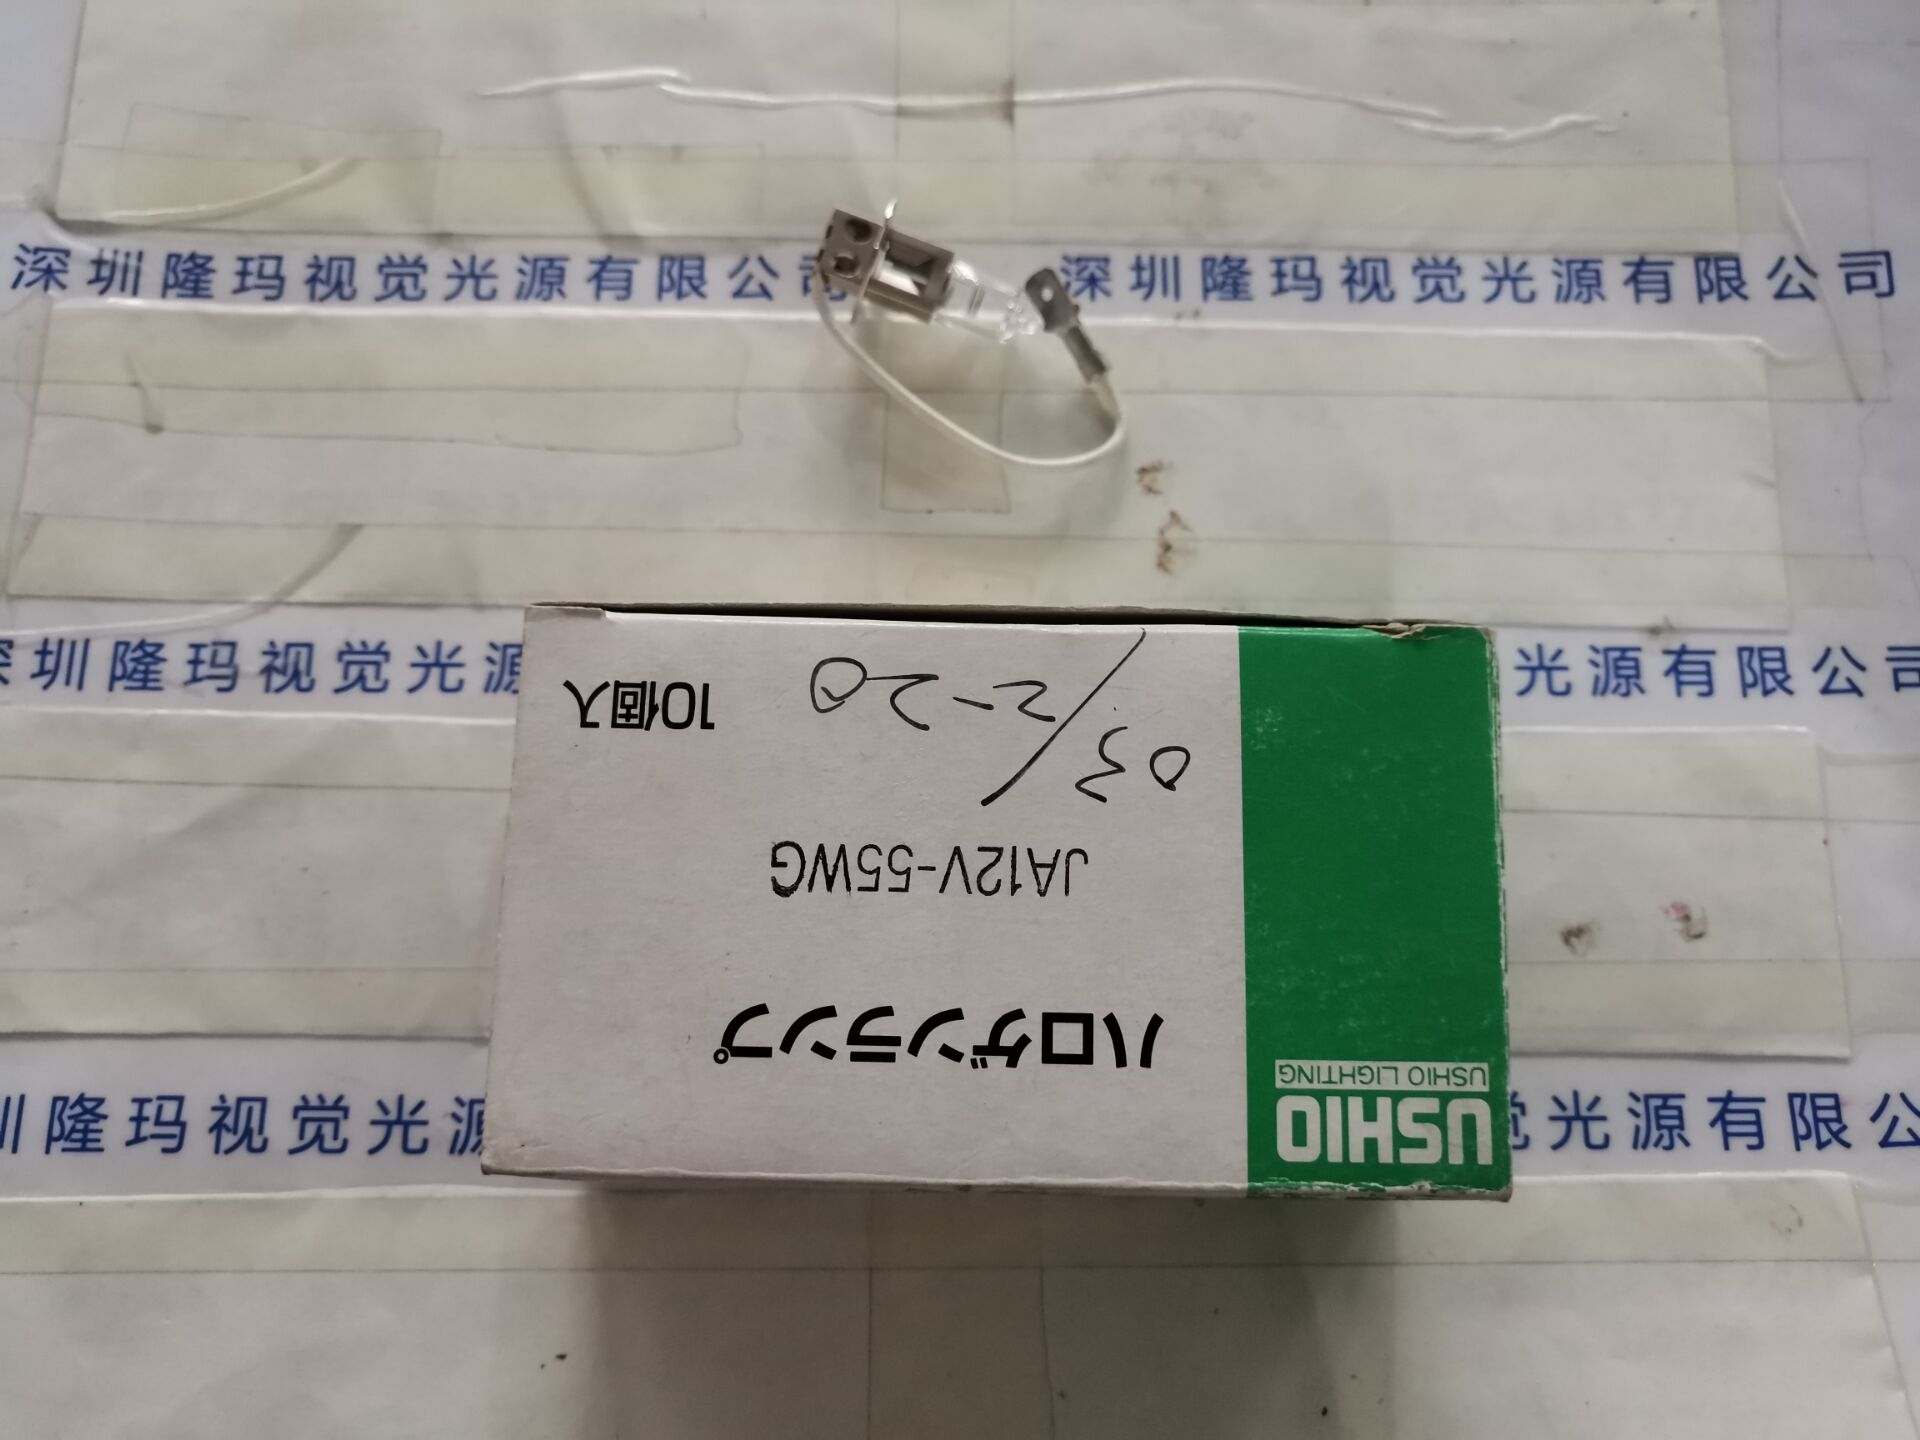 深圳隆玛视觉光源有限公司 深圳隆玛视觉光源有限公司
深圳隆玛视觉光源 光源有限公司
圳隆玛视觉光源 觉光源有限公
USHIO
USHIO LIGHTING
ハロゲンランプ
JA12V-55WG
03/2-20
10個入